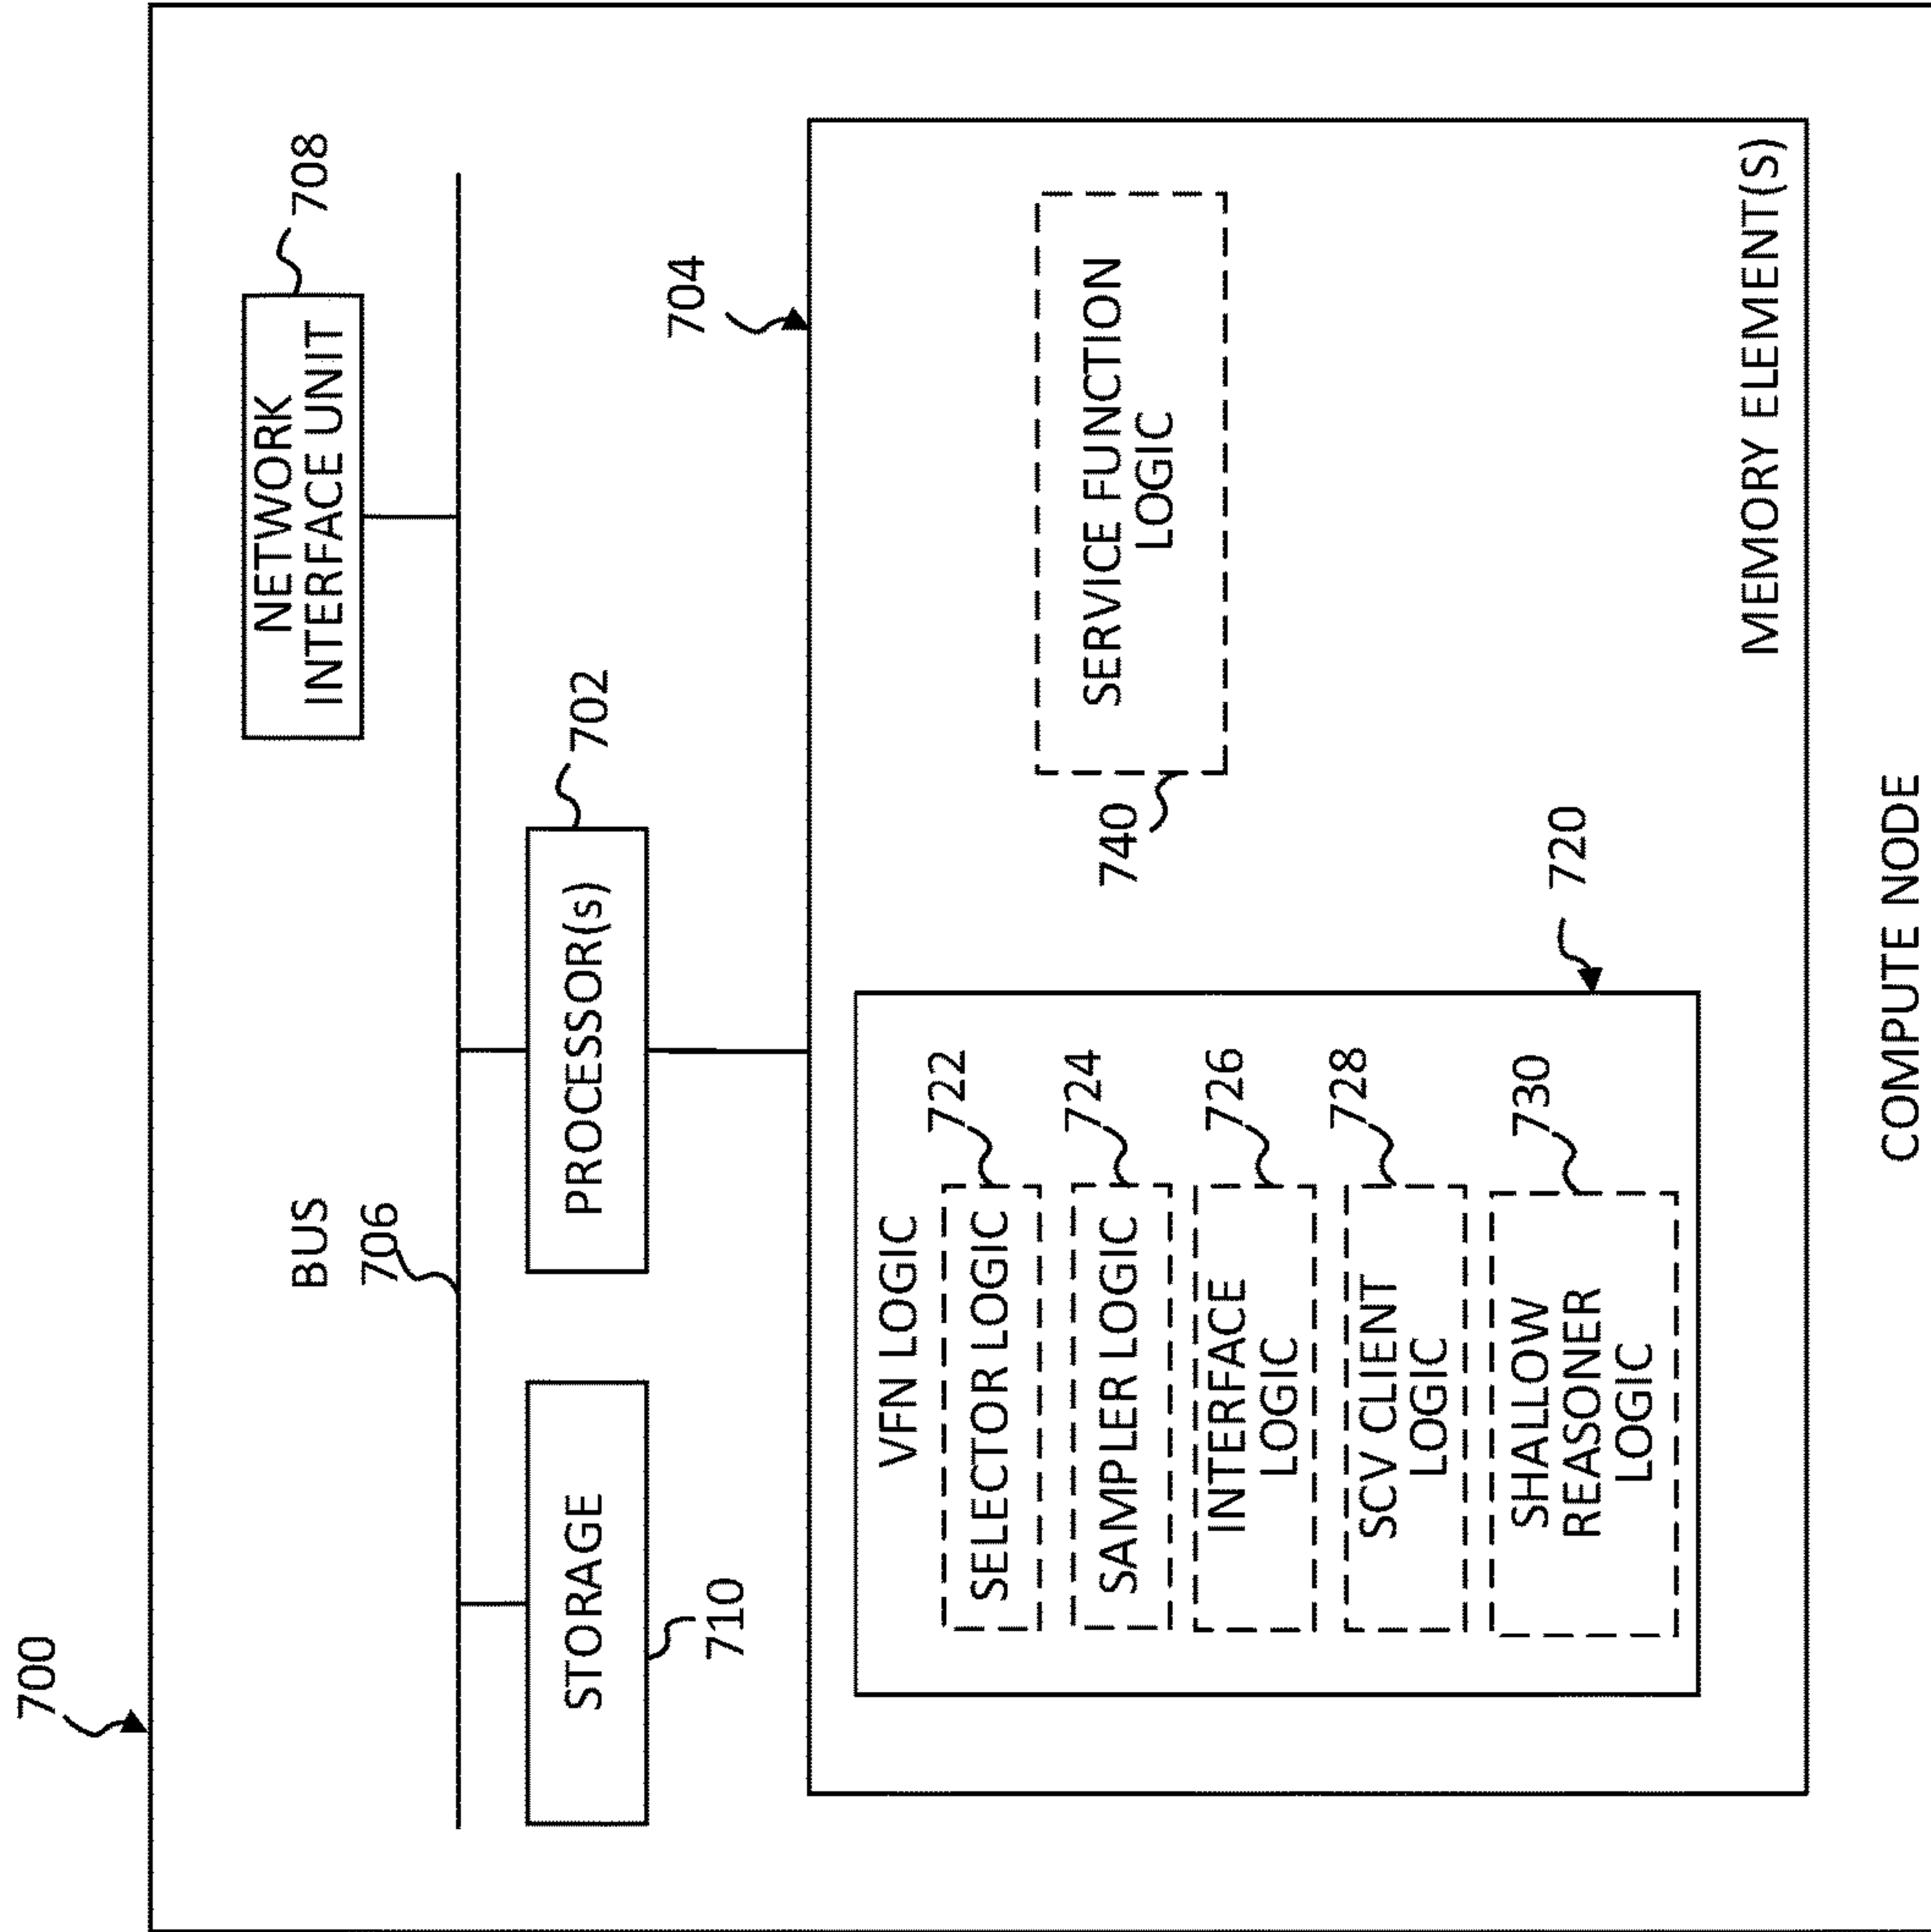 700
BUS
706
708
NETWORK
INTERFACE UNIT
STORAGE
710
PROCESSOR(s)
702
704
VFN LOGIC
720
SELECTOR LOGIC
722
SAMPLER LOGIC
724
INTERFACE
LOGIC
726
SCV CLIENT
LOGIC
728
SHALLOW
REASONER
LOGIC
730
740
SERVICE FUNCTION
LOGIC
MEMORY ELEMENT(S)
COMPUTE NODE